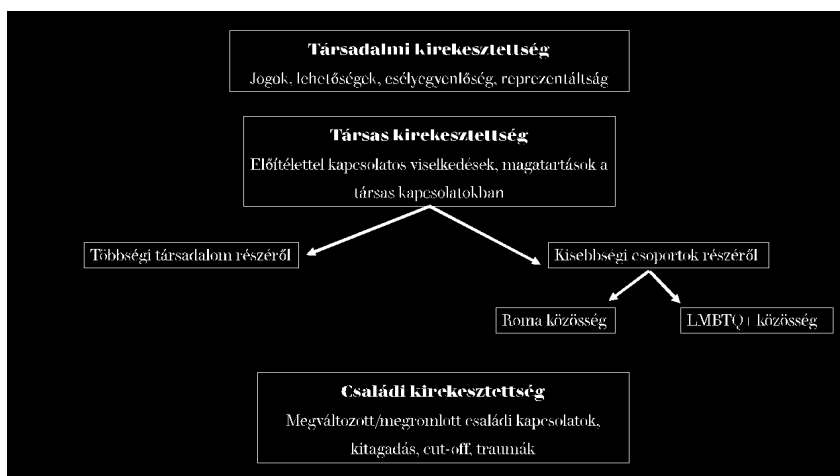 Társadalmi kirekesztettség
Jogok, lehetőségek, esélyegyenlőség, reprezentáltság
Társas kirekesztettség
Előítélettel kapcsolatos viselkedések, magatartások a
társas kapcsolatokban
Többségi társadalom részéről
Kisebbségi csoportok részéről
Roma közösség
LMBTQ+ közösség
Családi kirekesztettség
Megváltozott/megromlott családi kapcsolatok,
kitagadás, cut-off, traumák